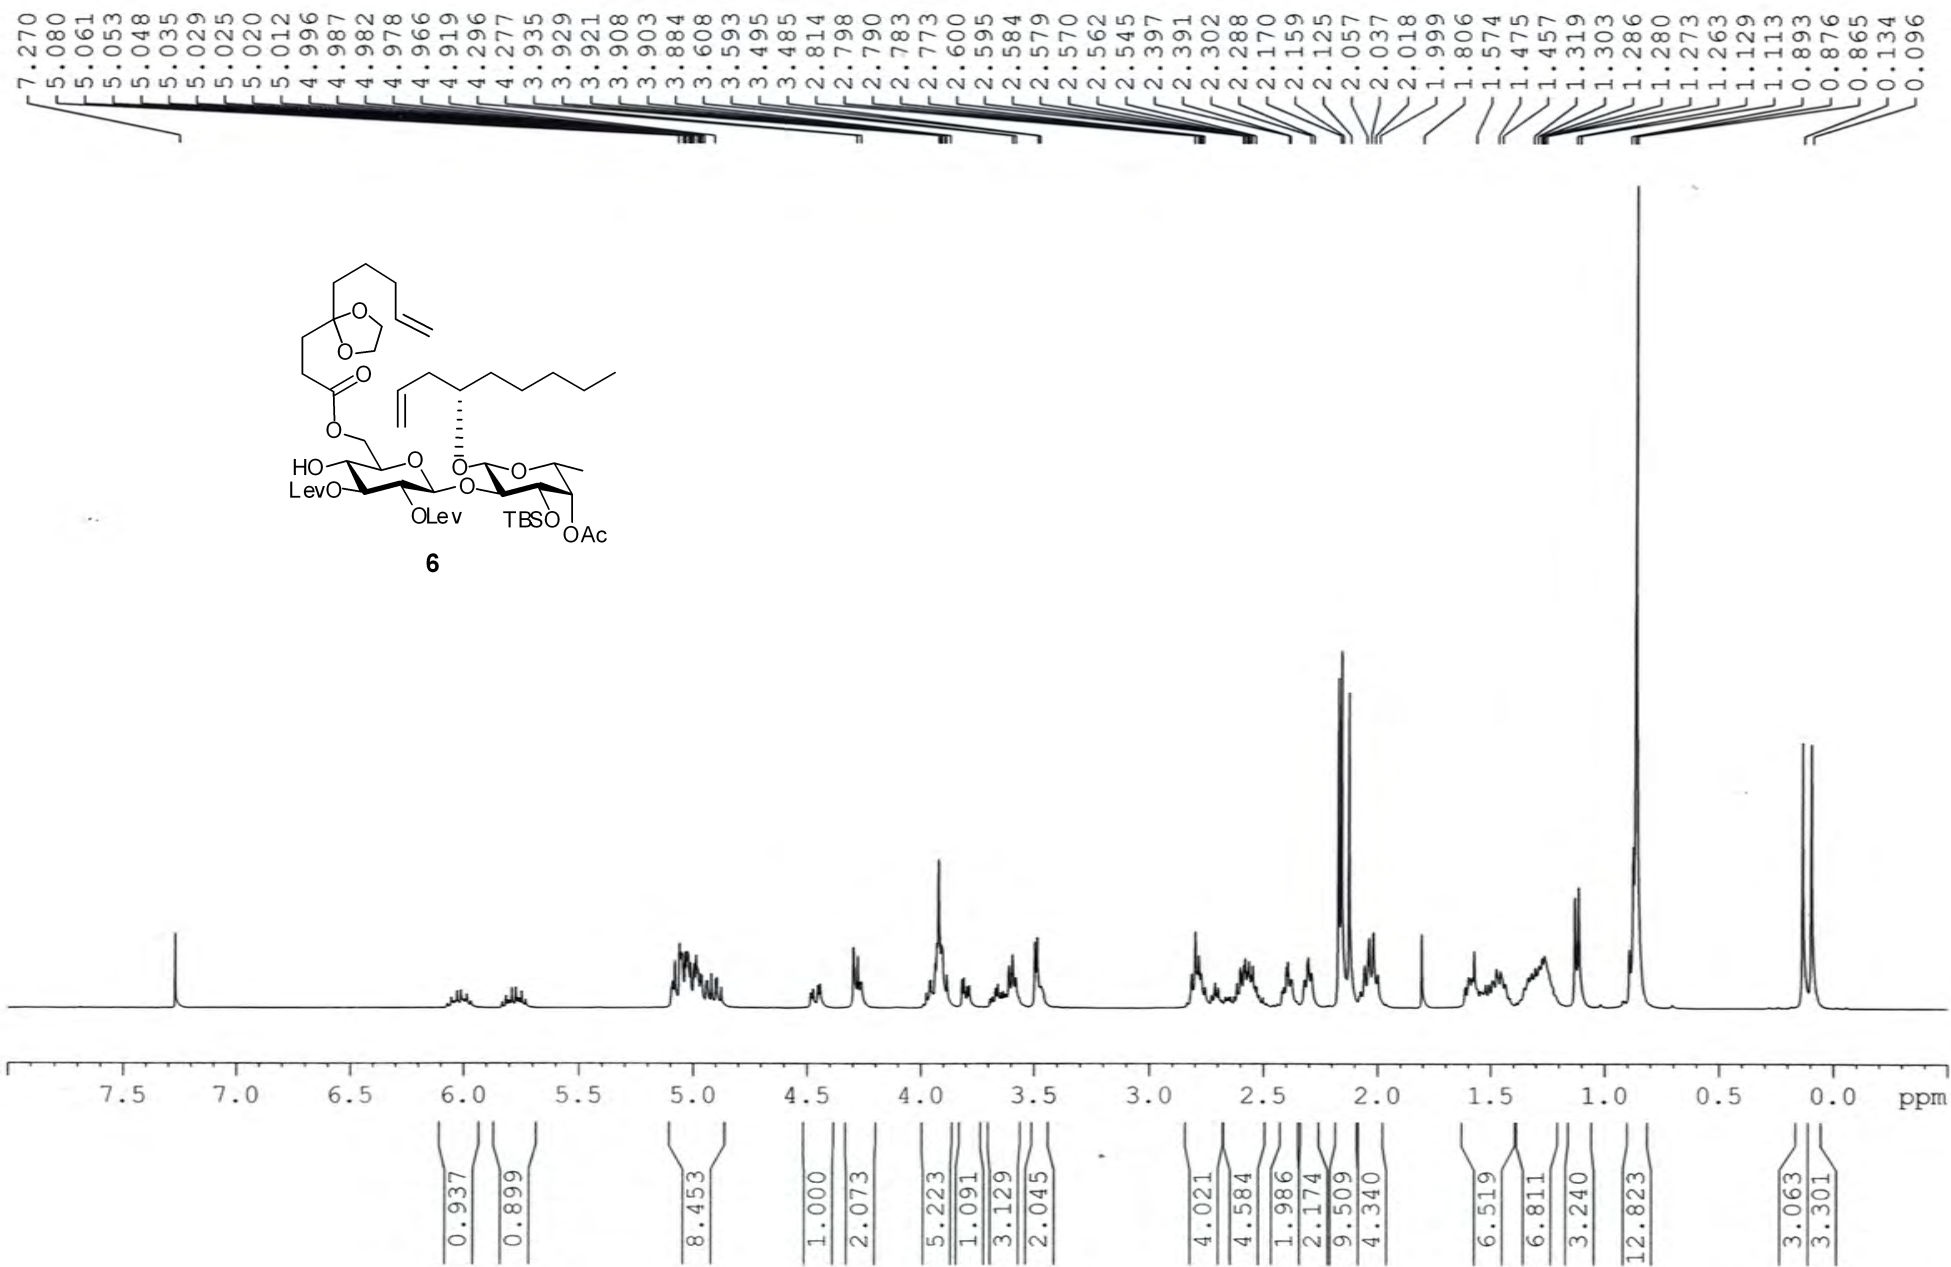 7.270 5.080 5.061 5.053 5.048 5.035 5.029 5.025 5.020 5.012 4.996 4.987 4.982 4.978 4.966 4.919 4.296 4.277 3.935 3.929 3.921 3.908 3.903 3.884 3.608 3.593 3.495 3.485 2.814 2.798 2.790 2.783 2.773 2.600 2.595 2.584 2.579 2.570 2.562 2.545 2.397 2.391 2.302 2.288 2.170 2.159 2.125 2.057 2.037 2.018 1.999 1.806 1.574 1.475 1.457 1.319 1.303 1.286 1.280 1.273 1.263 1.129 1.113 0.893 0.876 0.865 0.134 0.096
O
O
O
O
HO O O O
LevO O
OLev TBSO
OAc
6
7.5 7.0 6.5 6.0 5.5 5.0 4.5 4.0 3.5 3.0 2.5 2.0 1.5 1.0 0.5 0.0 ppm
0.937 0.899 8.453 1.000 2.073 5.223 1.091 3.129 2.045 4.021 4.584 1.986 2.174 9.509 4.340 6.519 6.811 3.240 12.823 3.063 3.301